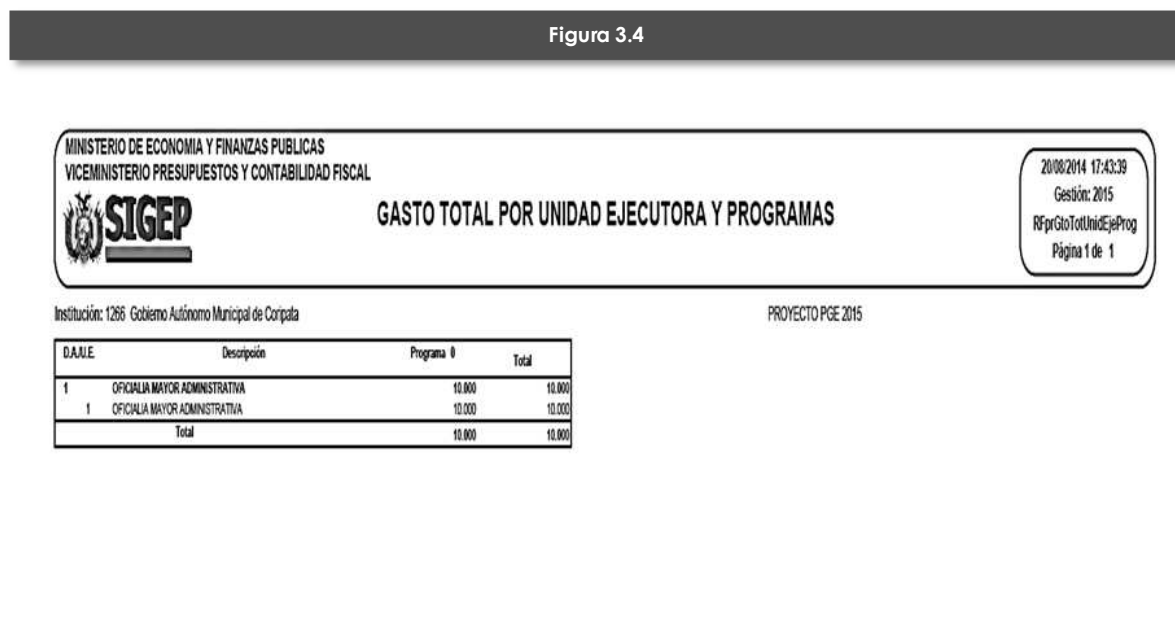 Figura 3.4
MINISTERIO DE ECONOMIA Y FINANZAS PUBLICAS
VICEMINISTERIO PRESUPUESTOS Y CONTABILIDAD FISCAL
SIGEP
GASTO TOTAL POR UNIDAD EJECUTORA Y PROGRAMAS
20/08/2014 17:43:39
Gestión: 2015
RFprGtoTotUnidEjeProg
Página 1 de 1
Institución: 1266 Gobierno Autónomo Municipal de Coripata
PROYECTO PGE 2015
D.A./U.E. Descripción Programa 0 Total
1 OFICIALIA MAYOR ADMINISTRATIVA 10.000 10.000
1 OFICIALIA MAYOR ADMINISTRATIVA 10.000 10.000
Total 10.000 10.000